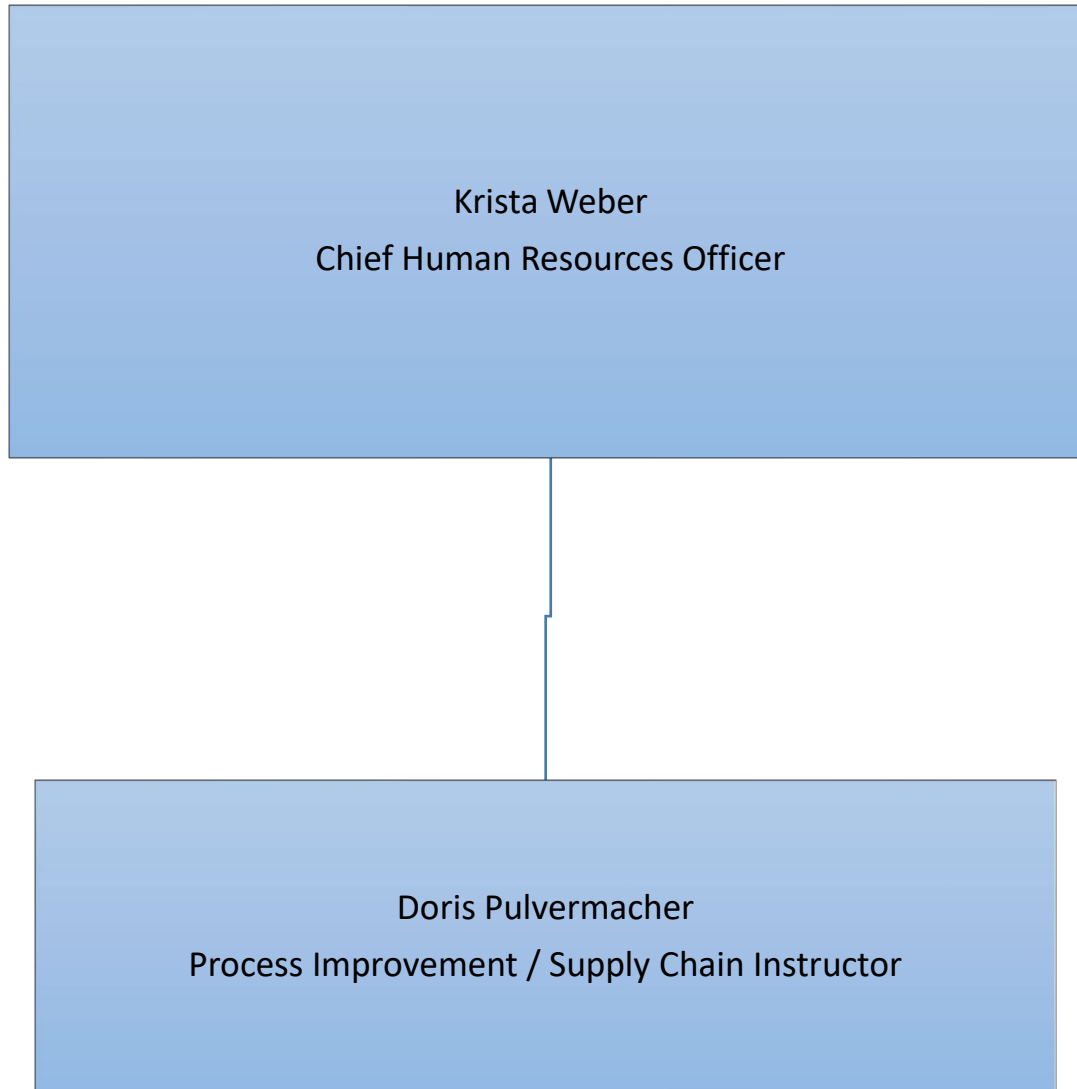 Krista Weber
Chief Human Resources Officer
Doris Pulvermacher
Process Improvement / Supply Chain Instructor